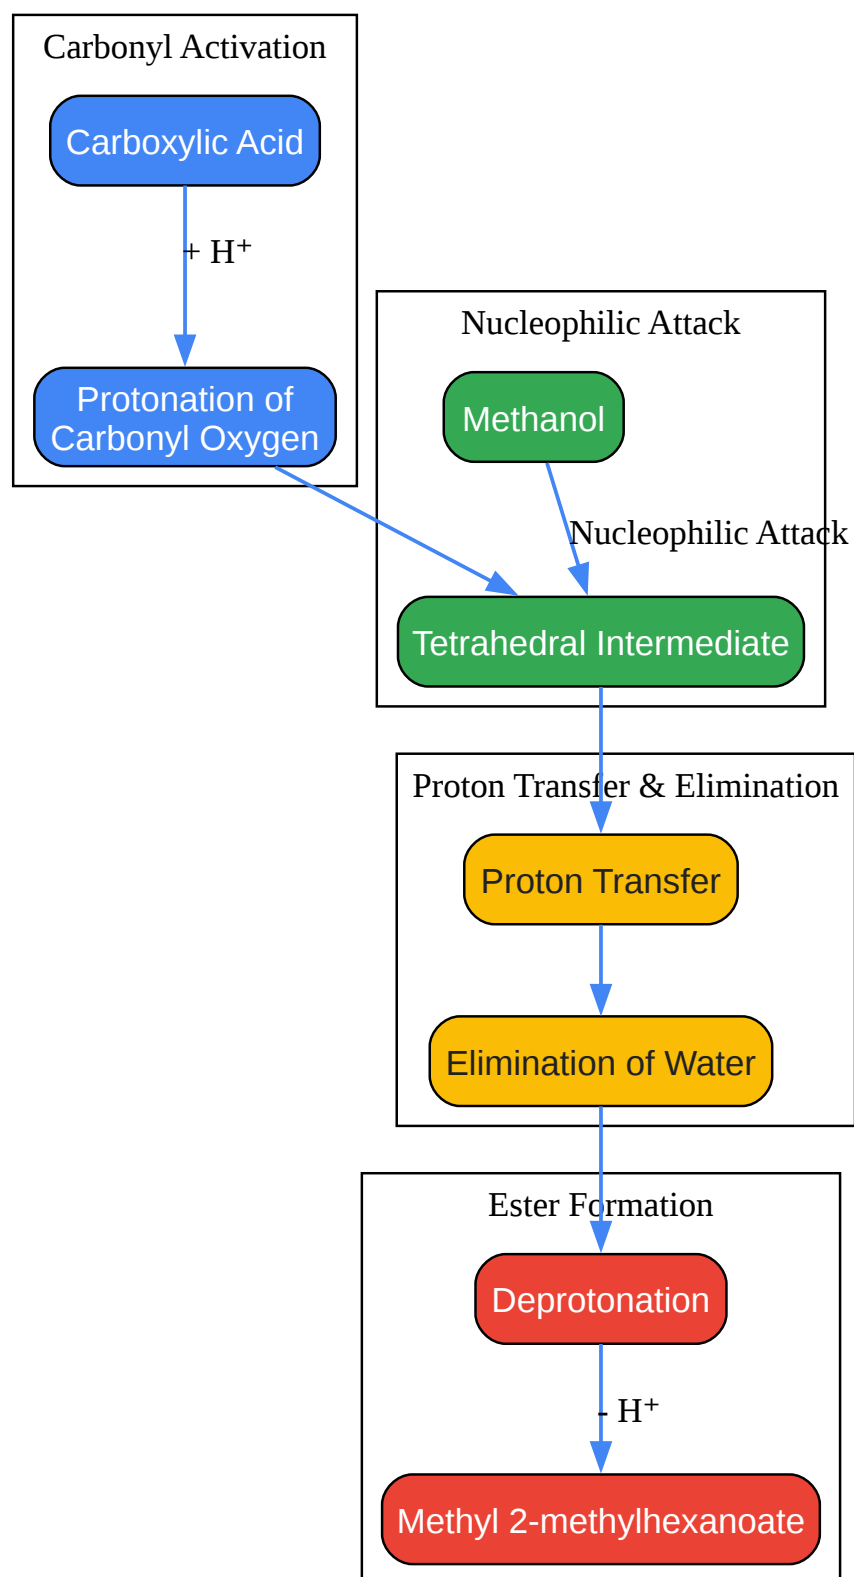 Carbonyl Activation
Carboxylic Acid
+ H⁺
Protonation of
Carbonyl Oxygen
Nucleophilic Attack
Methanol
Nucleophilic Attack
Tetrahedral Intermediate
Proton Transfer & Elimination
Proton Transfer
Elimination of Water
Ester Formation
Deprotonation
- H⁺
Methyl 2-methylhexanoate